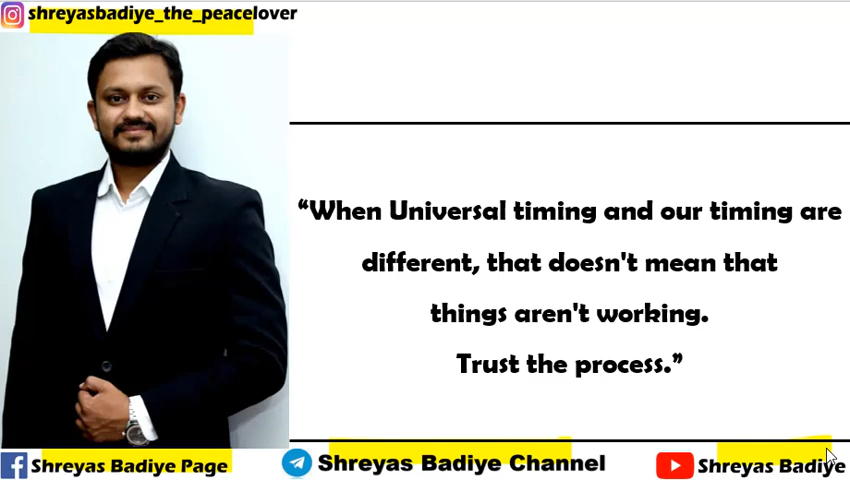 shreyasbadiye_the_peacelover
“When Universal timing and our timing are
different, that doesn't mean that
things aren't working.
Trust the process.”
Shreyas Badiye Page
Shreyas Badiye Channel
Shreyas Badiye